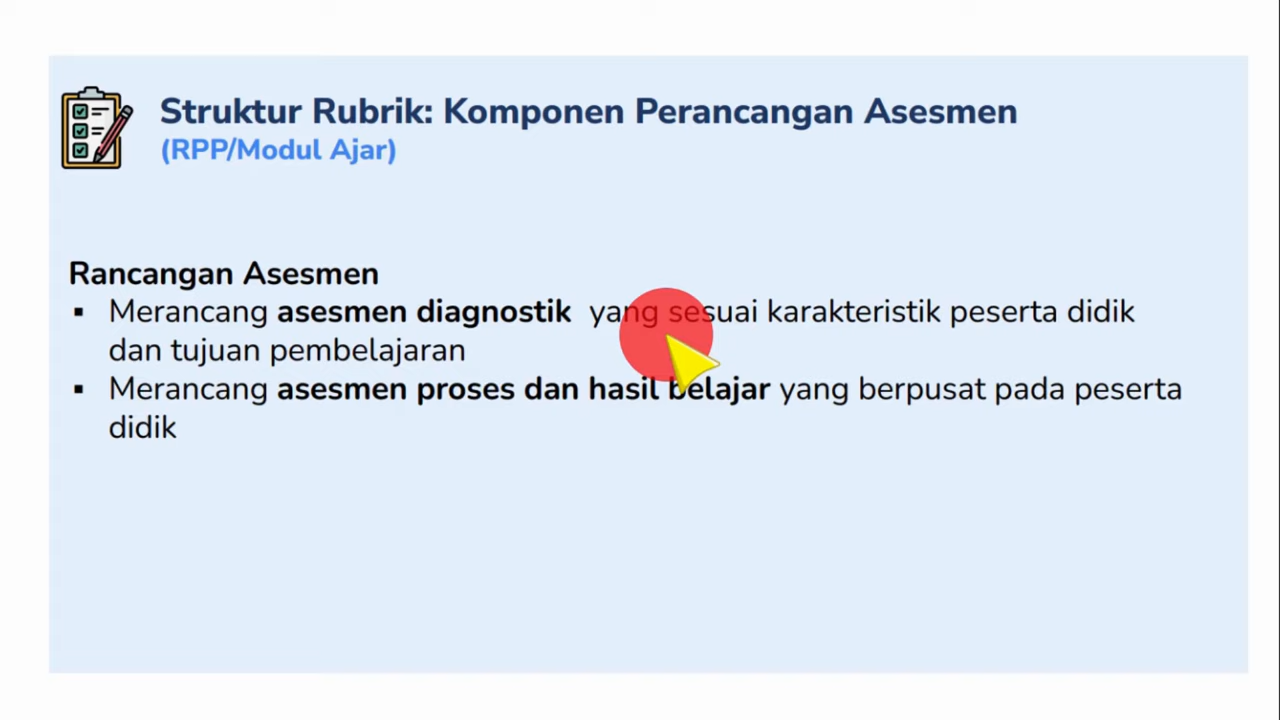 Struktur Rubrik: Komponen Perancangan Asesmen
(RPP/Modul Ajar)
Rancangan Asesmen
▪ Merancang asesmen diagnostik yang sesuai karakteristik peserta didik
dan tujuan pembelajaran
▪ Merancang asesmen proses dan hasil belajar yang berpusat pada peserta
didik